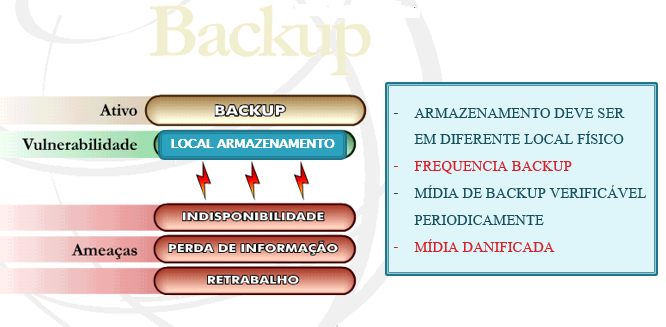 Backup
Ativo
BACKUP
Vulnerabilidade
LOCAL ARMAZENAMENTO
INDISPONIBILIDADE
Ameaças
PERDA DE INFORMAÇÃO
RETRABALHO
- ARMAZENAMENTO DEVE SER
EM DIFERENTE LOCAL FÍSICO
- FREQUENCIA BACKUP
- MÍDIA DE BACKUP VERIFICÁVEL
PERIODICAMENTE
- MÍDIA DANIFICADA